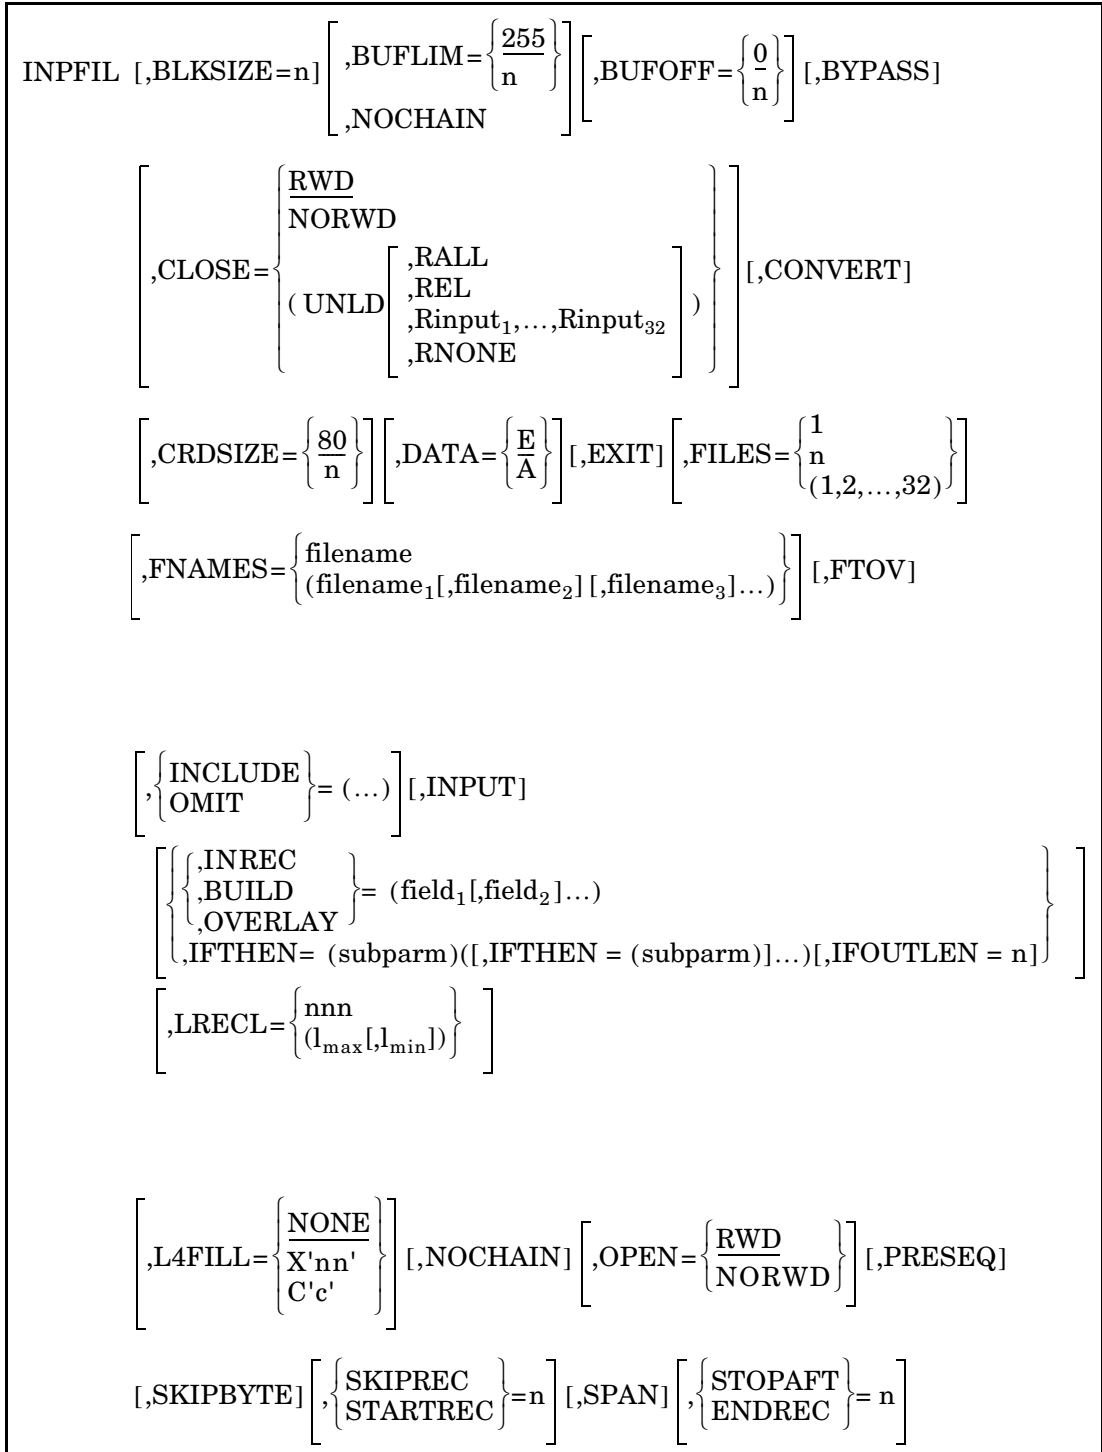 INPFIL [,BLKSIZE=n] [ ,BUFLIM={ 255
n }
,NOCHAIN ] [ ,BUFOFF={ 0
n } ] [,BYPASS]
[ ,CLOSE={ RWD
NORWD
( UNLD [ ,RALL
,REL
,Rinput₁,...,Rinput₃₂
,RNONE ] ) } ] [,CONVERT]
[ ,CRDSIZE={ 80
n } ] [ ,DATA={ E
A } ] [,EXIT] [ ,FILES={ 1
n
(1,2,...,32) } ]
[ ,FNAMES={ filename
(filename₁[,filename₂] [,filename₃]...) } ] [,FTOV]
[ ,{ INCLUDE
OMIT }= (...) ] [,INPUT]
[ { { ,INREC
,BUILD
,OVERLAY }= (field₁[,field₂]...)
,IFTHEN= (subparm)([,IFTHEN = (subparm)]...)[,IFOUTLEN = n] } ]
[ ,LRECL={ nnn
(l_max[,l_min]) } ]
[ ,L4FILL={ NONE
X'nn'
C'c' } ] [,NOCHAIN] [ ,OPEN={ RWD
NORWD } ] [,PRESEQ]
[,SKIPBYTE] [ ,{ SKIPREC
STARTREC }=n ] [,SPAN] [ ,{ STOPAFT
ENDREC }= n ]